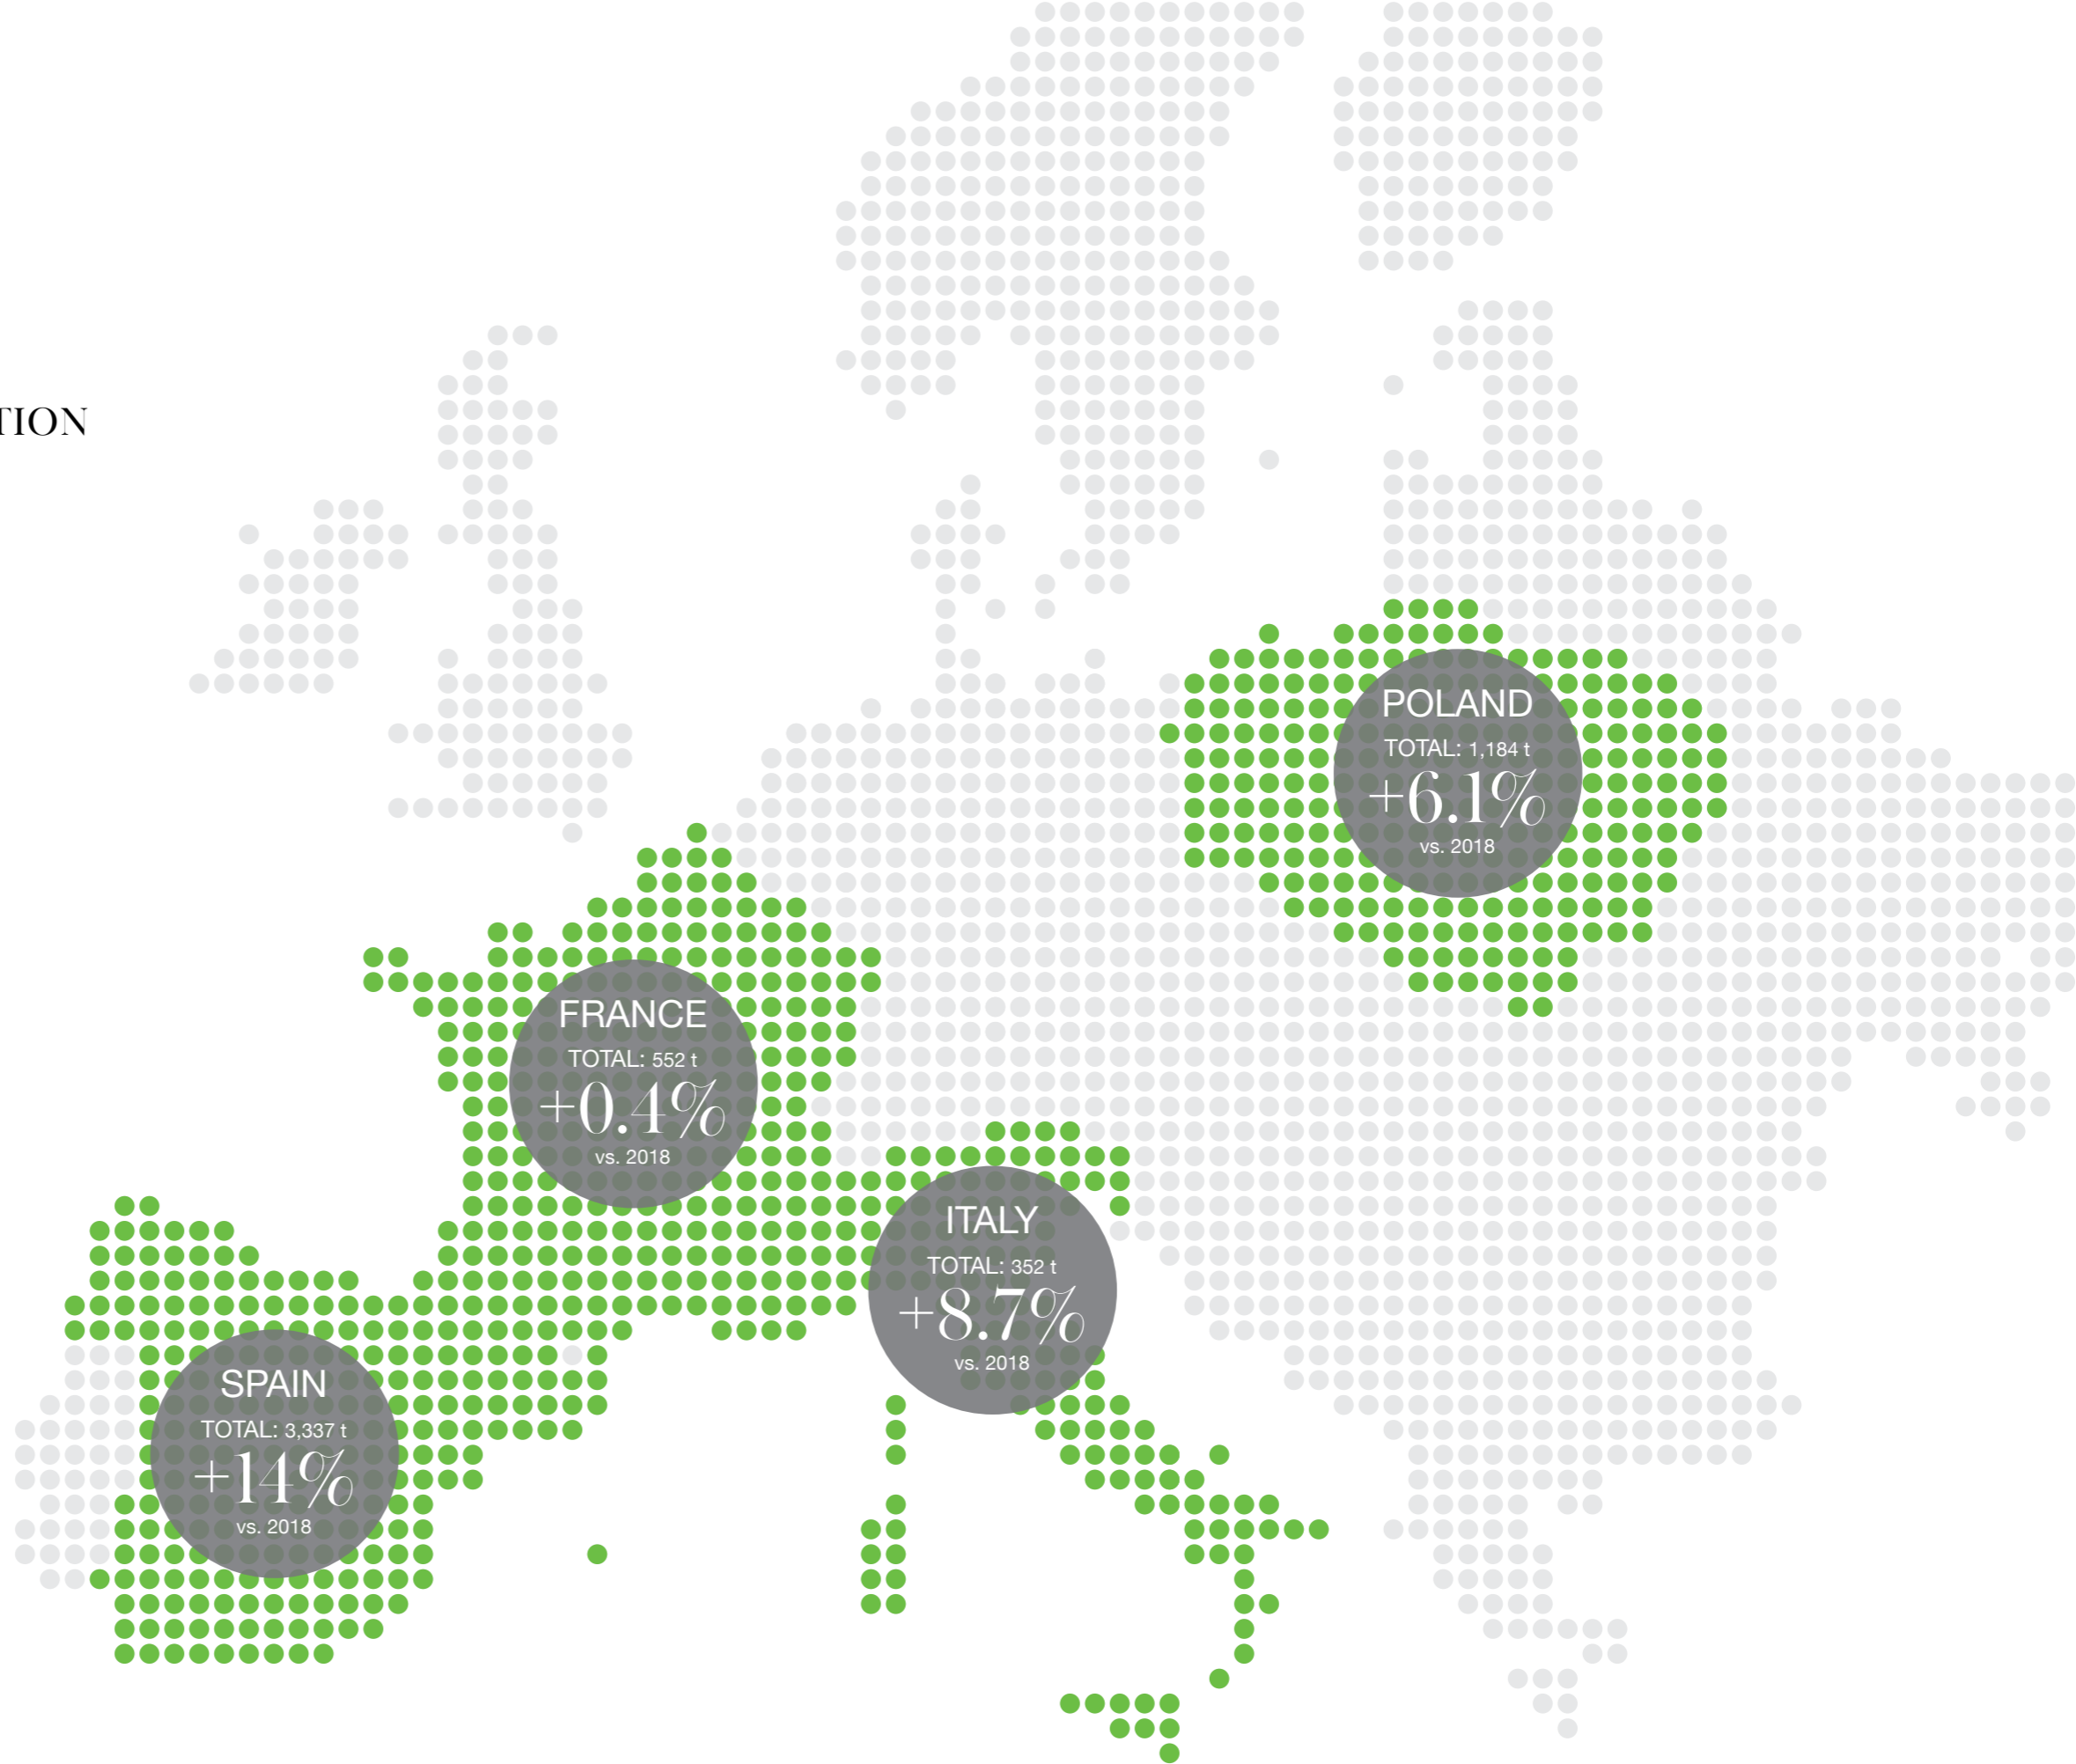 POLAND
TOTAL: 1,184 t
+6.1%
vs. 2018
FRANCE
TOTAL: 552 t
+0.4%
vs. 2018
ITALY
TOTAL: 352 t
+8.7%
vs. 2018
SPAIN
TOTAL: 3,337 t
+14%
vs. 2018